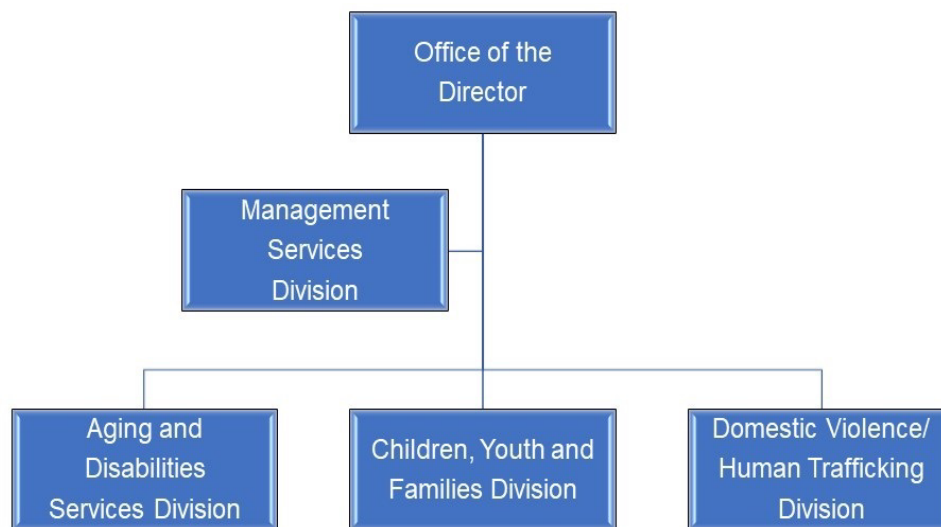 Office of the
Director
Management
Services
Division
Aging and
Disabilities
Services Division
Children, Youth and
Families Division
Domestic Violence/
Human Trafficking
Division